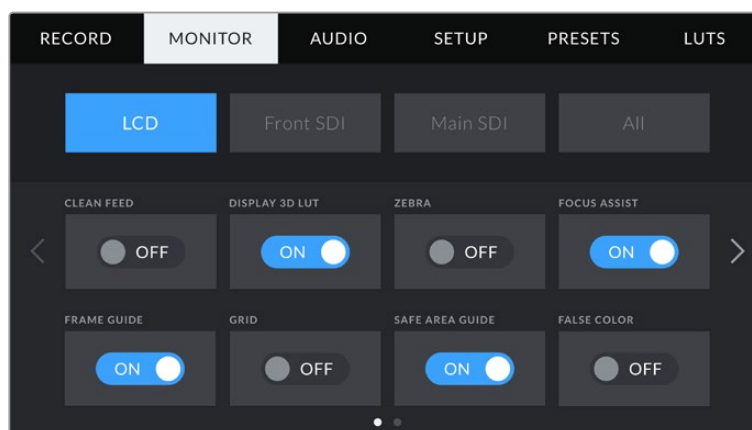 RECORD MONITOR AUDIO SETUP PRESETS LUTS
LCD Front SDI Main SDI All
CLEAN FEED DISPLAY 3D LUT ZEBRA FOCUS ASSIST
OFF ON OFF ON
FRAME GUIDE GRID SAFE AREA GUIDE FALSE COLOR
ON OFF ON OFF